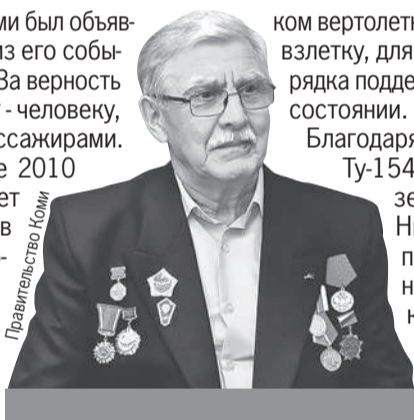 ми был объяв-
из его собы-
За верность
- человеку,
ссажирами.
е 2010
ет
в
-
Правительство Коми
ком вертолет
взлетку, для
рядка подде
состоянии.
Благодаря
Ту-154
зе
Н
п
н
к